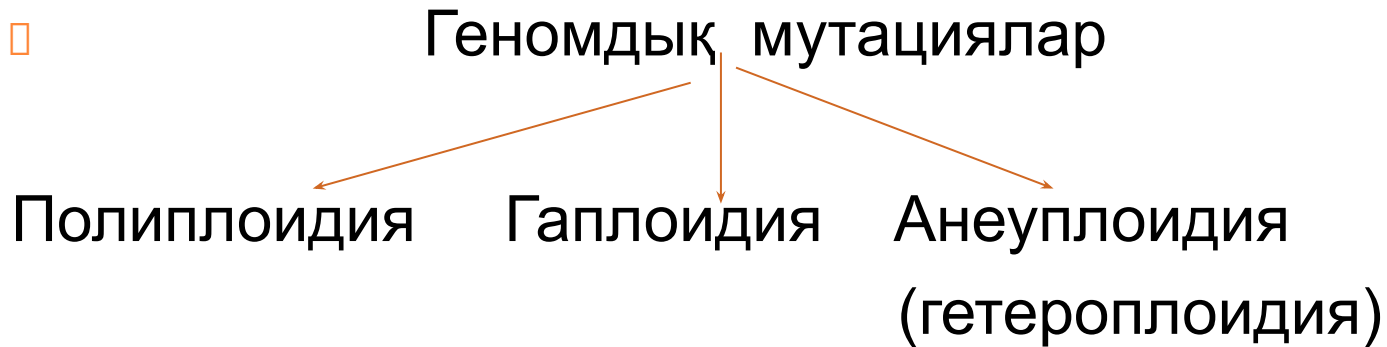 Геномдық мутациялар
Полиплоидия Гаплоидия Анеуплоидия
(гетероплоидия)